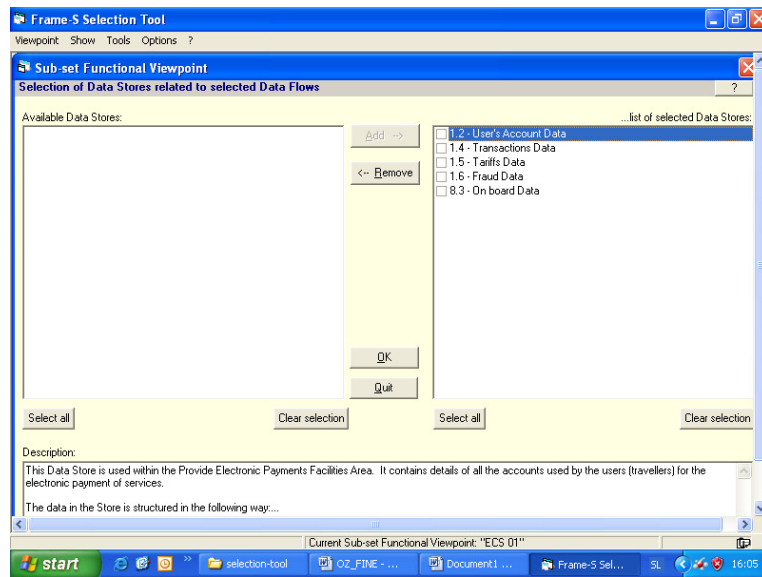 Frame-S Selection Tool
Viewpoint Show Tools Options ?
Sub-set Functional Viewpoint
Selection of Data Stores related to selected Data Flows
?
Available Data Stores:
...list of selected Data Stores:
Add -->
<-- Remove
1.2 - User's Account Data
1.4 - Transactions Data
1.5 - Tariffs Data
1.6 - Fraud Data
8.3 - On board Data
OK
Quit
Select all
Clear selection
Select all
Clear selection
Description:
This Data Store is used within the Provide Electronic Payments Facilities Area. It contains details of all the accounts used by the users (travellers) for the
electronic payment of services.
The data in the Store is structured in the following way:...
Current Sub-set Functional Viewpoint: "ECS 01"
start
selection-tool
OZ_FINE - ...
Document1 ...
Frame-S Sel...
SL
16:05